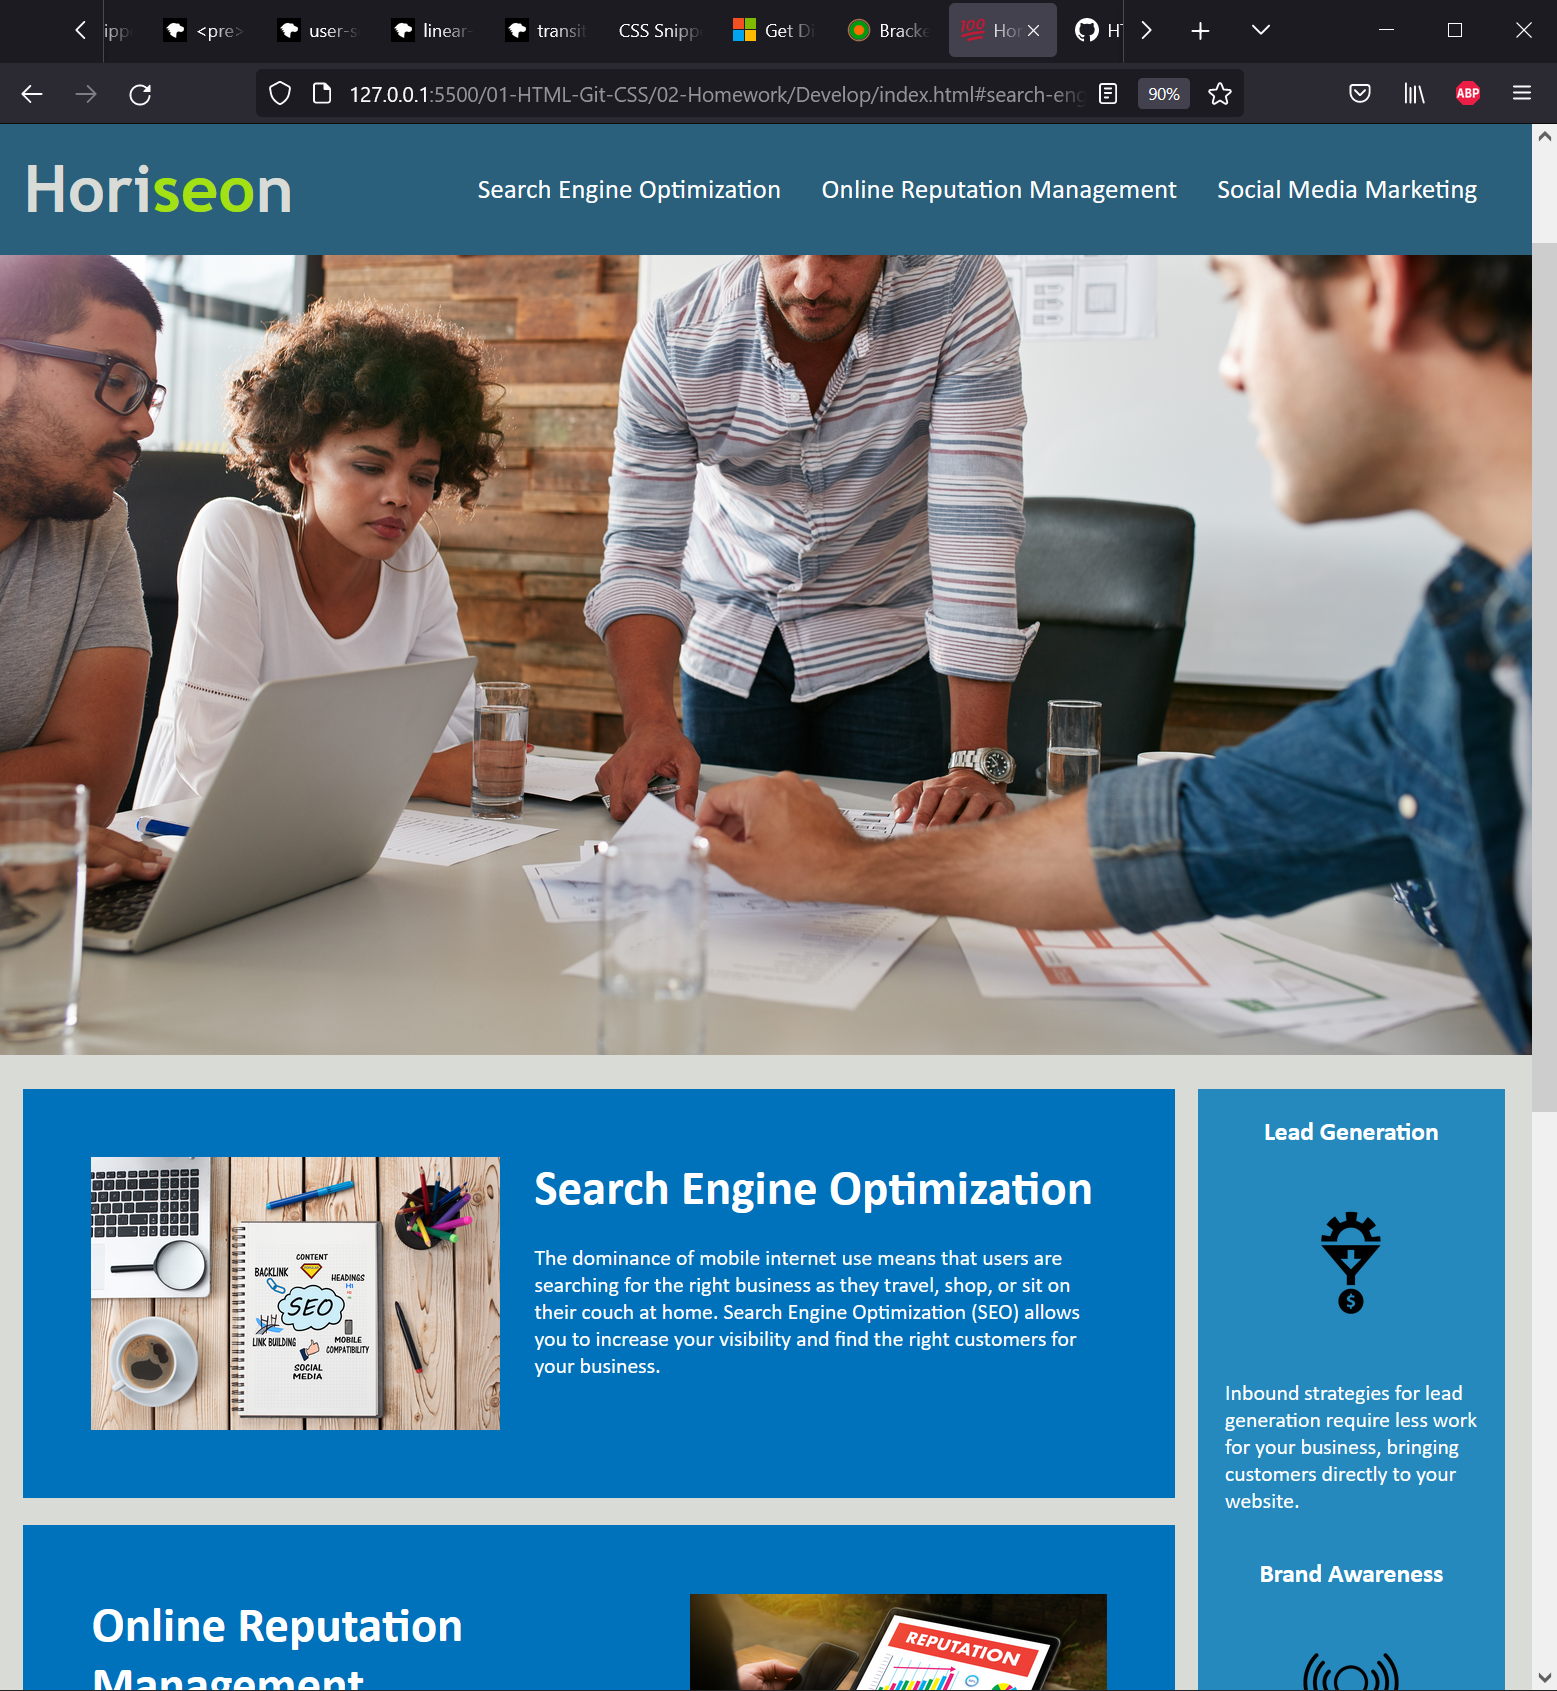 <pre>
user-s
linear-
transit
CSS Snipp
Get Di
Bracke
Hor
127.0.0.1:5500/01-HTML-Git-CSS/02-Homework/Develop/index.html#search-eng
90%
ABP
Horiseon
Search Engine Optimization
Online Reputation Management
Social Media Marketing
CONTENT
BACKLINK
HEADINGS
SEO
LINK BUILDING
MOBILE
COMPATIBILITY
SOCIAL
MEDIA
Search Engine Optimization
The dominance of mobile internet use means that users are
searching for the right business as they travel, shop, or sit on
their couch at home. Search Engine Optimization (SEO) allows
you to increase your visibility and find the right customers for
your business.
Lead Generation
$
Inbound strategies for lead
generation require less work
for your business, bringing
customers directly to your
website.
Online Reputation
Management
REPUTATION
Brand Awareness